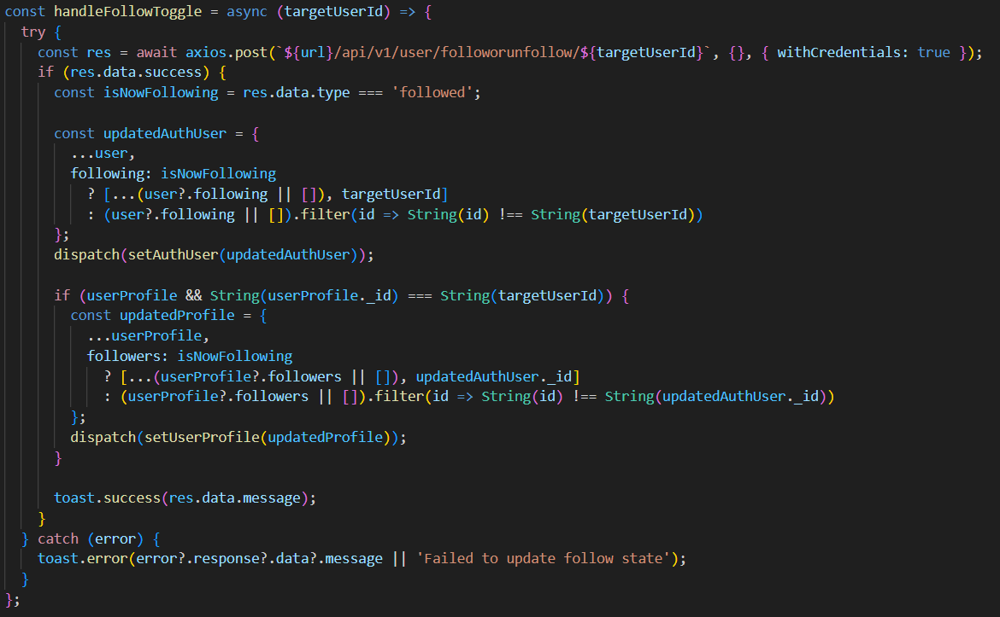 const handleFollowToggle = async (targetUserId) => {
  try {
    const res = await axios.post(`${url}/api/v1/user/followorunfollow/${targetUserId}`, {}, { withCredentials: true });
    if (res.data.success) {
      const isNowFollowing = res.data.type === 'followed';

      const updatedAuthUser = {
        ...user,
        following: isNowFollowing
          ? [...(user?.following || []), targetUserId]
          : (user?.following || []).filter(id => String(id) !== String(targetUserId))
      };
      dispatch(setAuthUser(updatedAuthUser));

      if (userProfile && String(userProfile._id) === String(targetUserId)) {
        const updatedProfile = {
          ...userProfile,
          followers: isNowFollowing
            ? [...(userProfile?.followers || []), updatedAuthUser._id]
            : (userProfile?.followers || []).filter(id => String(id) !== String(updatedAuthUser._id))
        };
        dispatch(setUserProfile(updatedProfile));
      }

      toast.success(res.data.message);
    }
  } catch (error) {
    toast.error(error?.response?.data?.message || 'Failed to update follow state');
  }
};